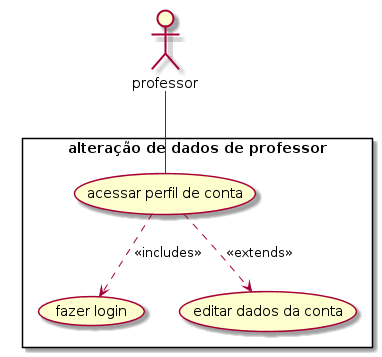 professor
alteração de dados de professor
acessar perfil de conta
«includes»
«extends»
fazer login
editar dados da conta